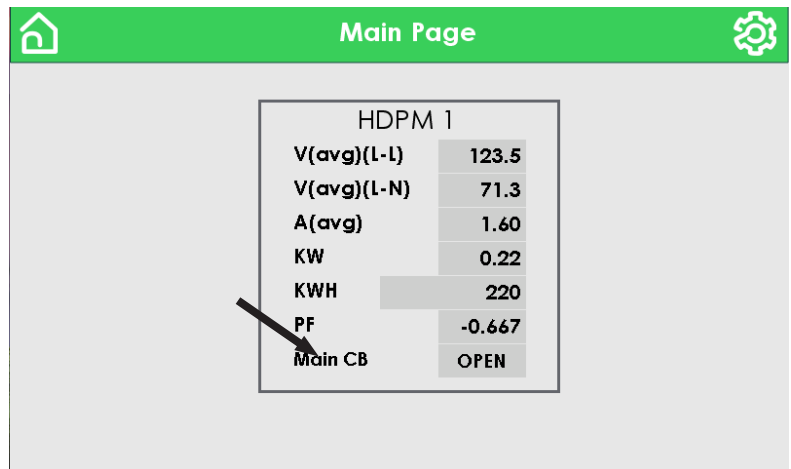 Main Page
HDPM 1
V(avg)(L-L) 123.5
V(avg)(L-N) 71.3
A(avg) 1.60
KW 0.22
KWH 220
PF -0.667
Main CB OPEN